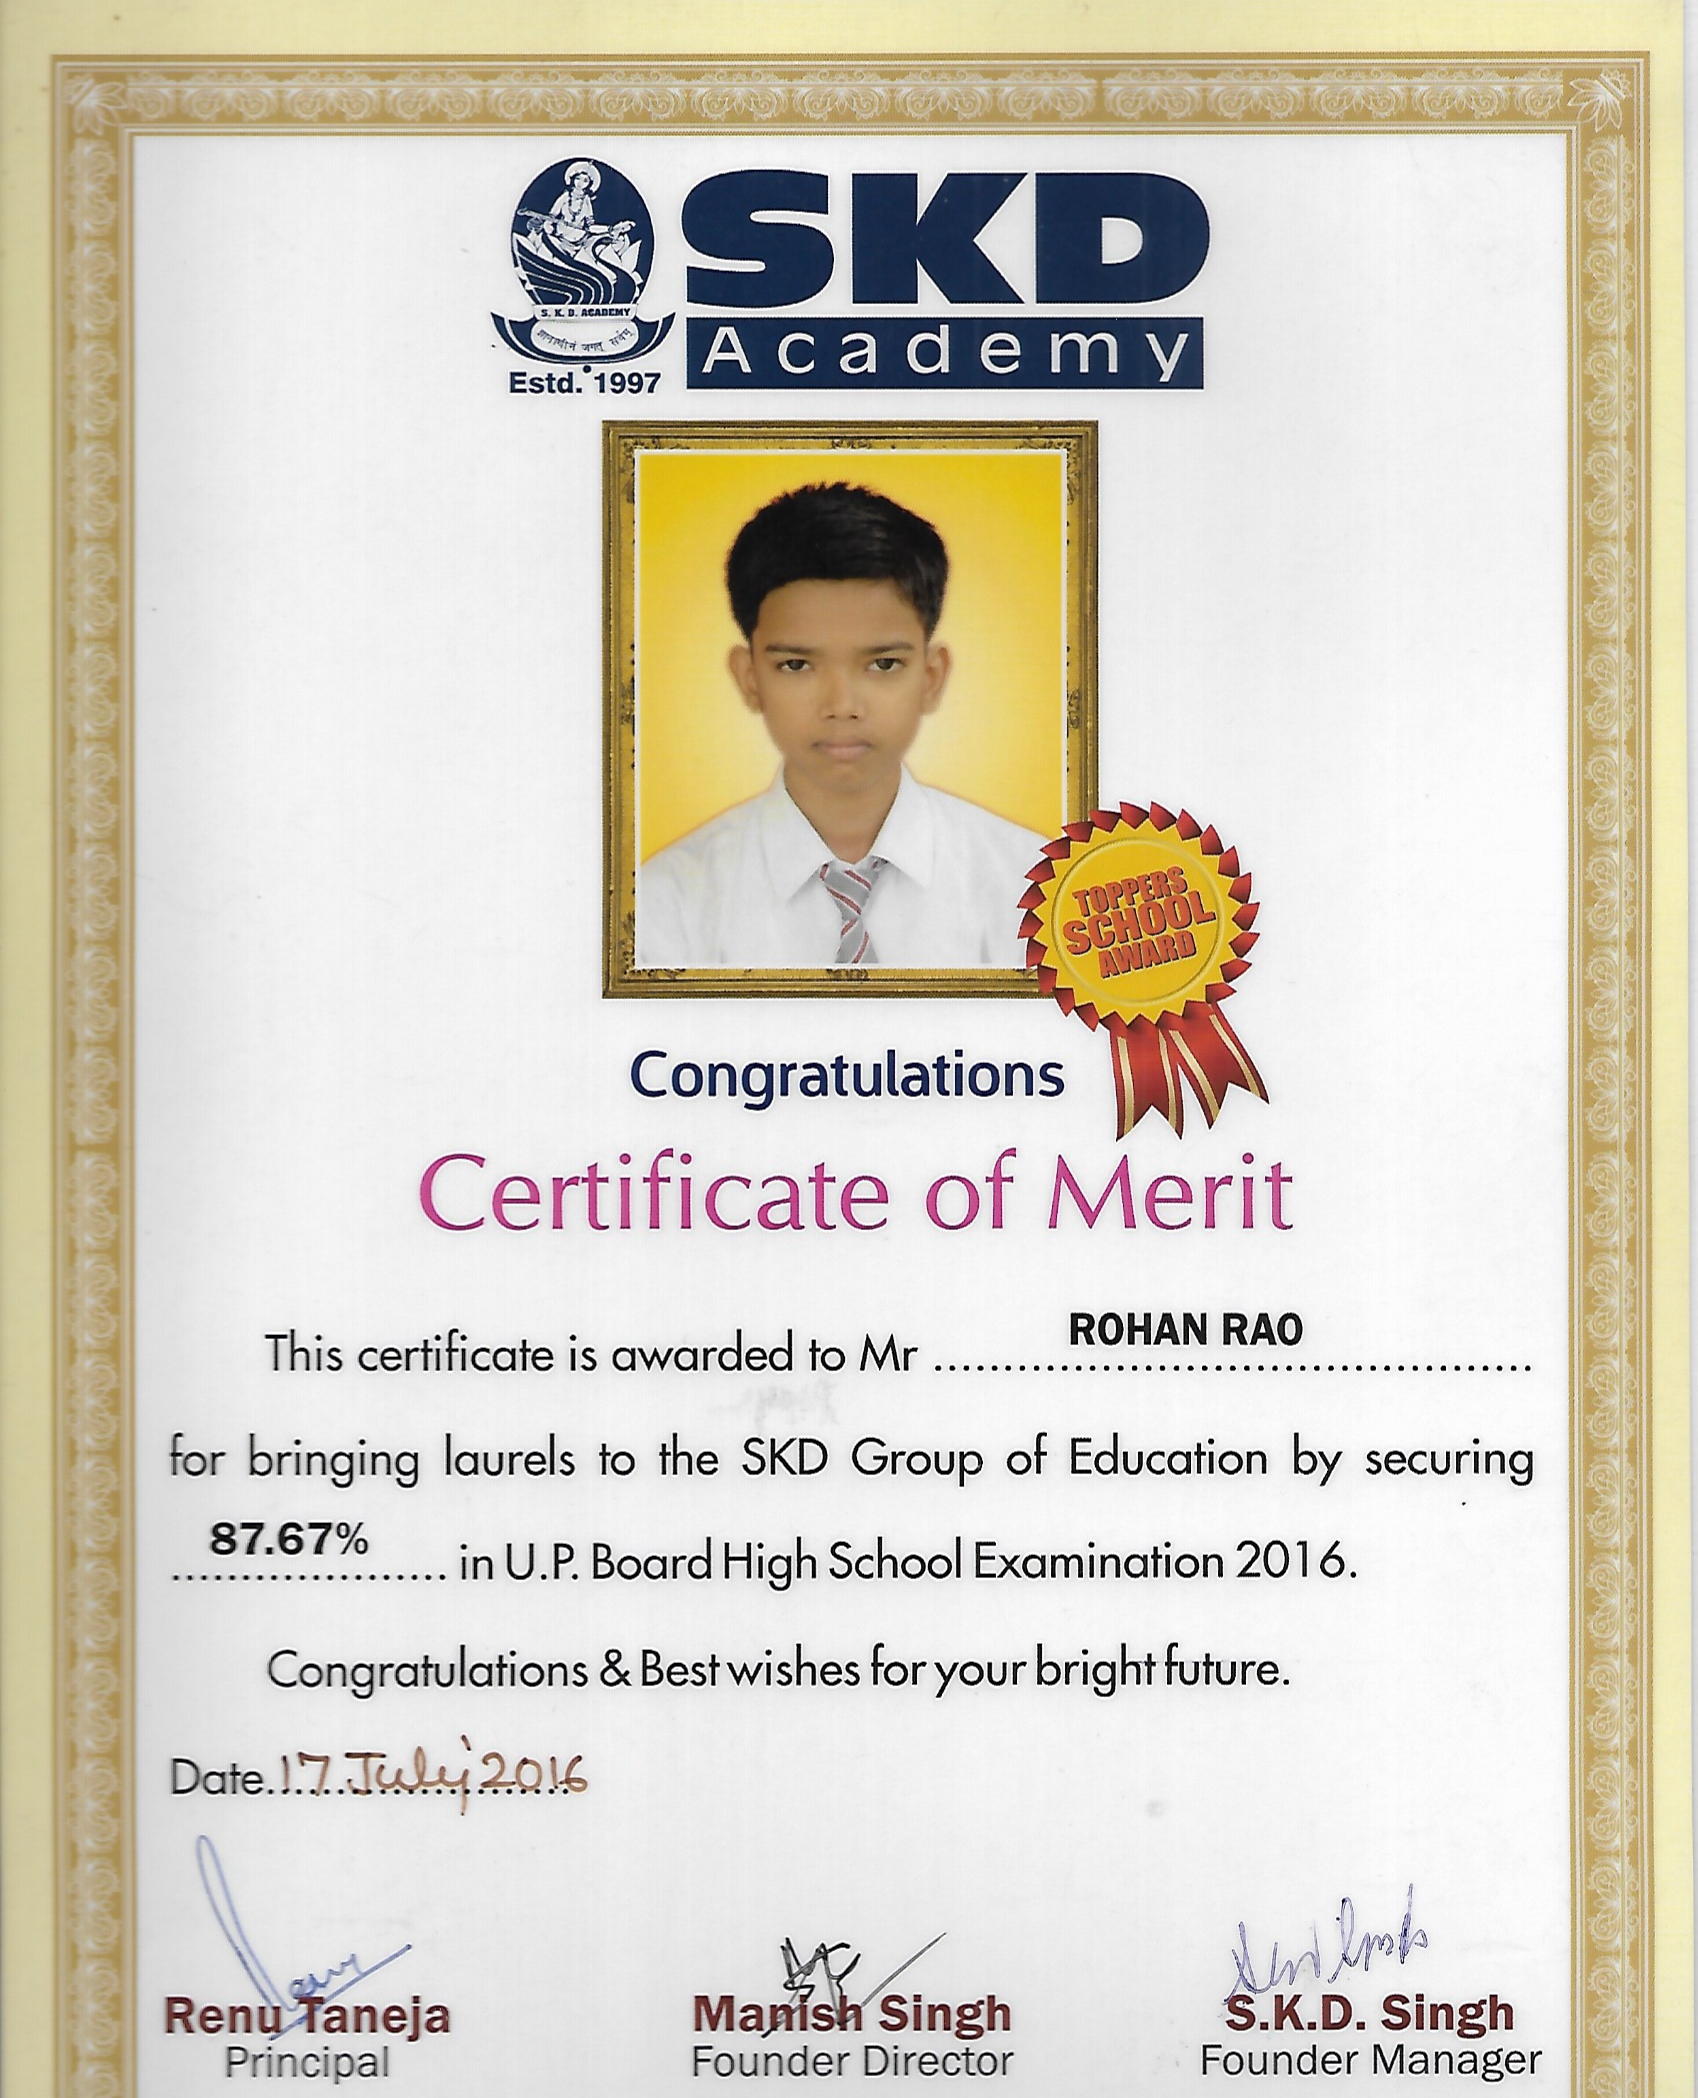 SKD
Academy
S. K. D. ACADEMY
Estd. 1997
TOPPERS
SCHOOL
AWARD
Congratulations
Certificate of Merit
This certificate is awarded to Mr ROHAN RAO
for bringing laurels to the SKD Group of Education by securing
87.67% in U.P. Board High School Examination 2016.
Congratulations & Best wishes for your bright future.
Date 17 July 2016
Renu Taneja
Principal
Manish Singh
Founder Director
S.K.D. Singh
Founder Manager